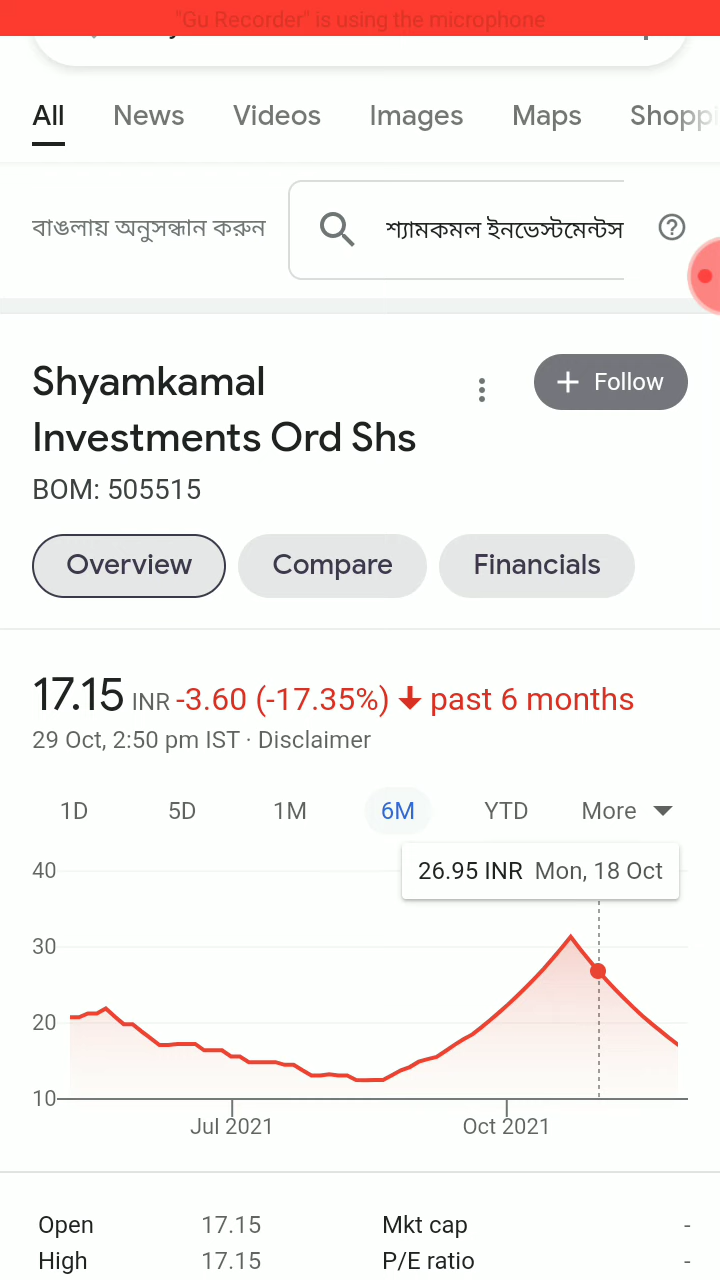 "Gu Recorder" is using the microphone
All News Videos Images Maps Shoppi
বাঙলায় অনুসন্ধান করুন শ্যামকমল ইনভেস্টমেন্টস
Shyamkamal
Investments Ord Shs
+ Follow
BOM: 505515
Overview Compare Financials
17.15 INR -3.60 (-17.35%) ↓ past 6 months
29 Oct, 2:50 pm IST · Disclaimer
1D 5D 1M 6M YTD More
26.95 INR Mon, 18 Oct
40
30
20
10
Jul 2021 Oct 2021
Open 17.15 Mkt cap -
High 17.15 P/E ratio -